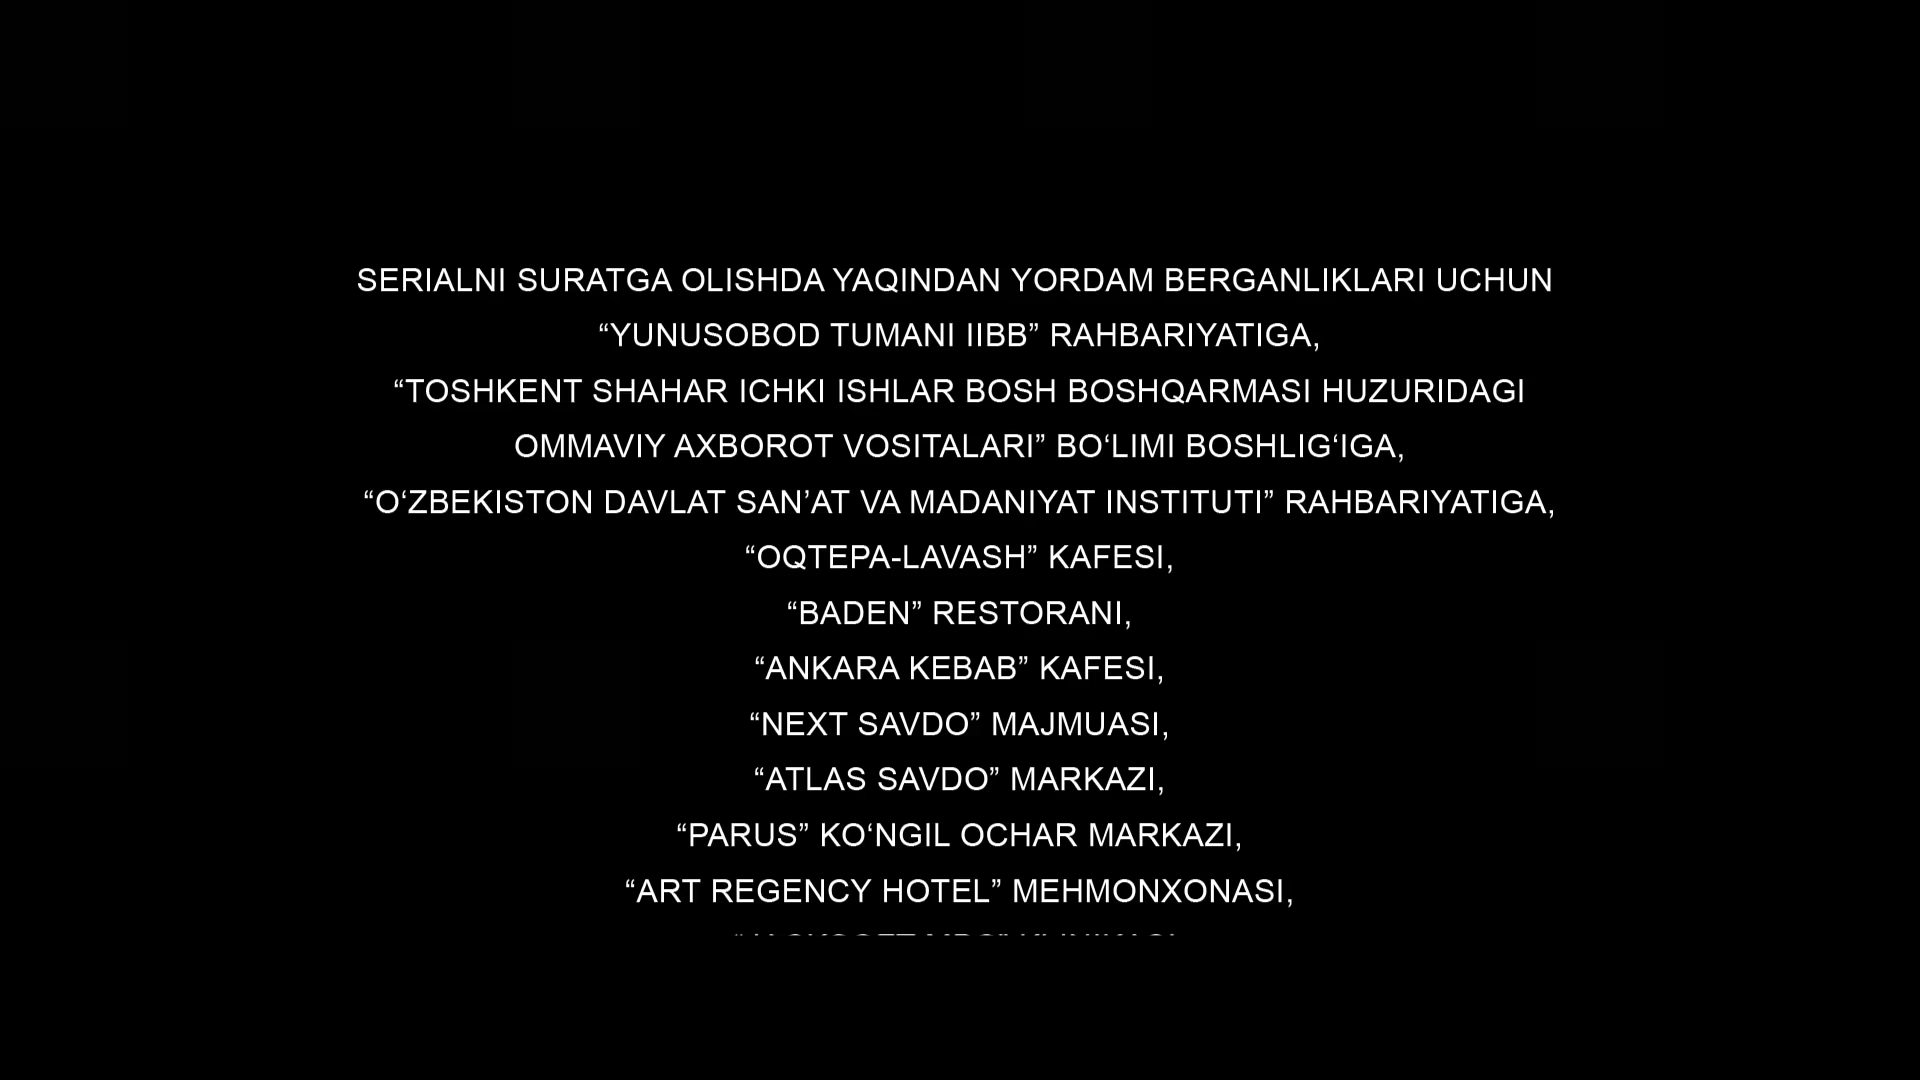 SERIALNI SURATGA OLISHDA YAQINDAN YORDAM BERGANLIKLARI UCHUN
“YUNUSOBOD TUMANI IIBB” RAHBARIYATIGA,
“TOSHKENT SHAHAR ICHKI ISHLAR BOSH BOSHQARMASI HUZURIDAGI
OMMAVIY AXBOROT VOSITALARI” BO‘LIMI BOSHLIG‘IGA,
“O‘ZBEKISTON DAVLAT SAN’AT VA MADANIYAT INSTITUTI” RAHBARIYATIGA,
“OQTEPA-LAVASH” KAFESI,
“BADEN” RESTORANI,
“ANKARA KEBAB” KAFESI,
“NEXT SAVDO” MAJMUASI,
“ATLAS SAVDO” MARKAZI,
“PARUS” KO‘NGIL OCHAR MARKAZI,
“ART REGENCY HOTEL” MEHMONXONASI,